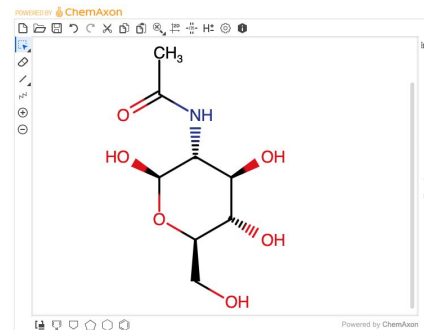 POWERED BY ChemAxon
H±
CH₃
O
NH
HO
OH
O
OH
OH
Powered by ChemAxon